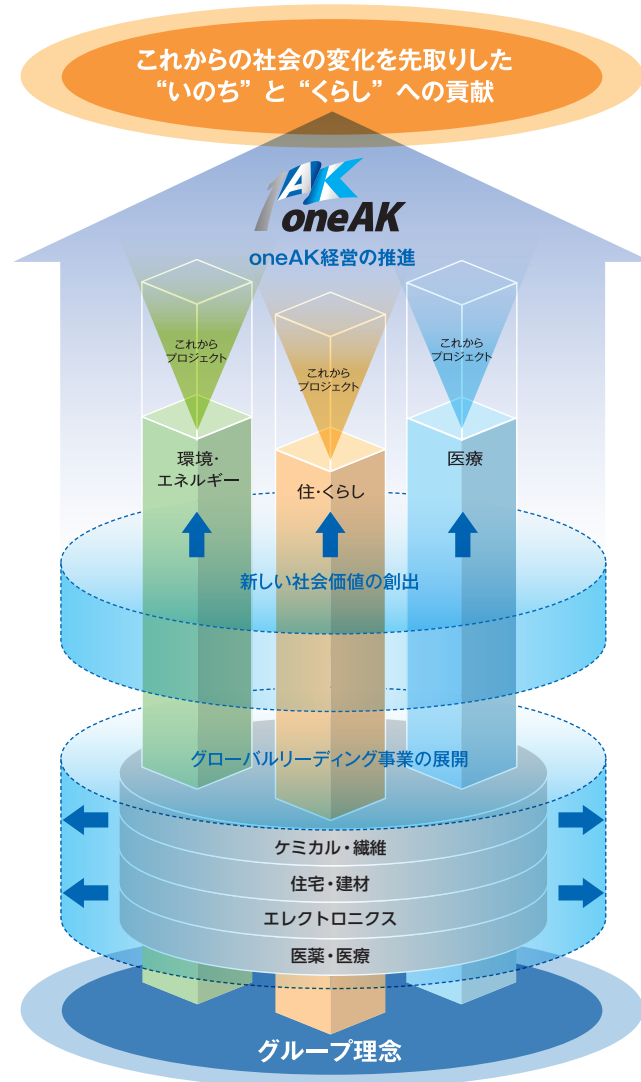 これからの社会の変化を先取りした
“いのち” と “くらし” への貢献
1AK
oneAK
oneAK経営の推進
これから
プロジェクト
これから
プロジェクト
これから
プロジェクト
環境・
エネルギー
住・くらし
医療
新しい社会価値の創出
グローバルリーディング事業の展開
ケミカル・繊維
住宅・建材
エレクトロニクス
医薬・医療
グループ理念